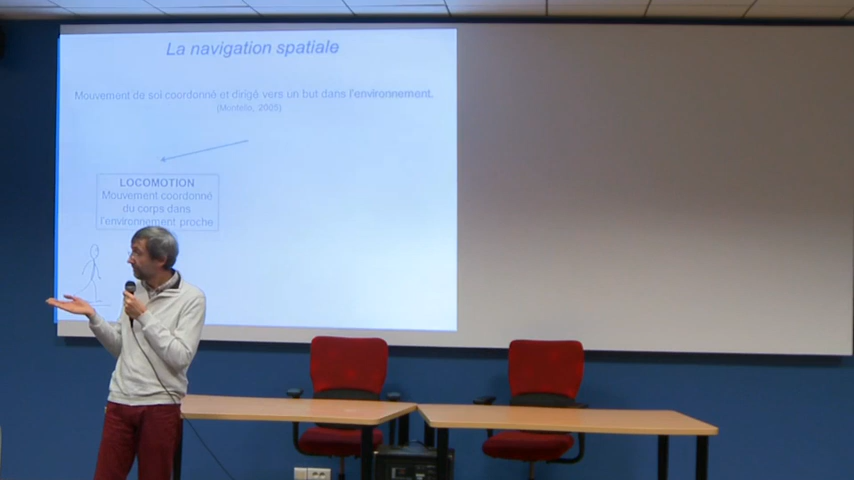 La navigation spatiale
Mouvement de soi coordonné et dirigé vers un but dans l'environnement.
(Montello, 2005)
LOCOMOTION
Mouvement coordonné
du corps dans
l'environnement proche